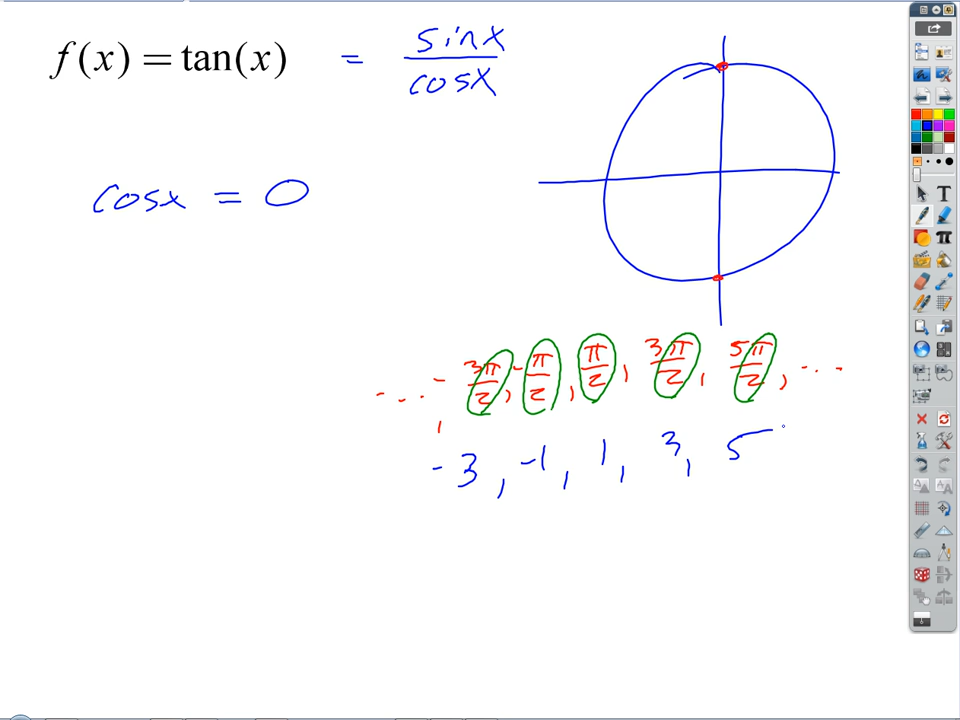 f(x) = tan(x) = sinx/cosx
cosx = 0
..., -3π/2, -π/2, π/2, 3π/2, 5π/2, ...
-3, -1, 1, 3, 5